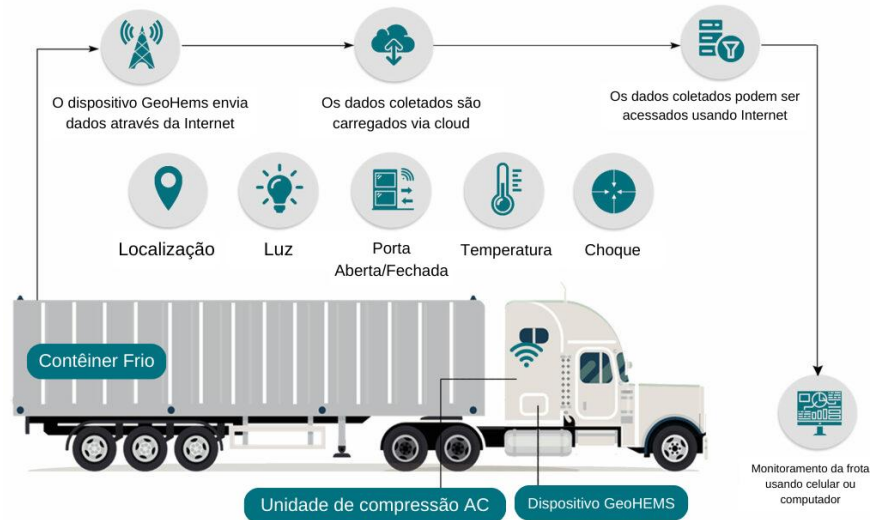 O dispositivo GeoHems envia
dados através da Internet
Os dados coletados são
carregados via cloud
Os dados coletados podem ser
acessados usando Internet
Localização
Luz
Porta
Aberta/Fechada
Temperatura
Choque
Contêiner Frio
Unidade de compressão AC
Dispositivo GeoHEMS
Monitoramento da frota
usando celular ou
computador